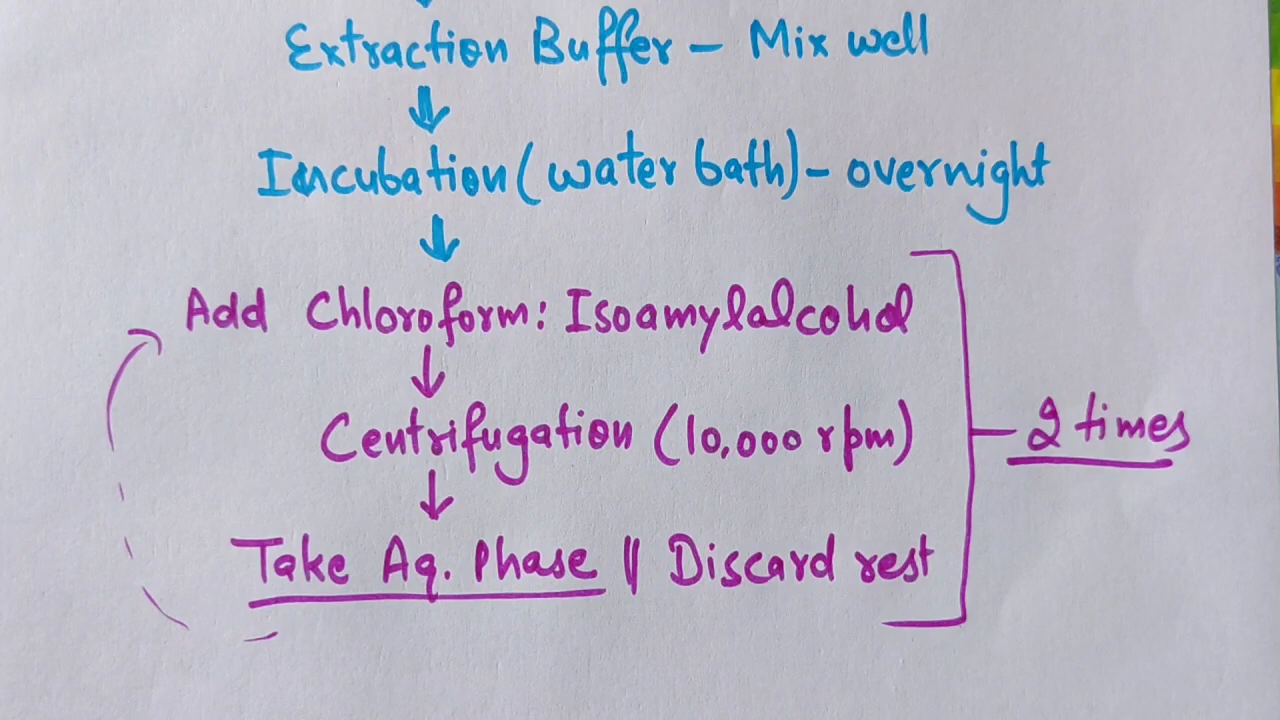 Extraction Buffer – Mix well
Incubation (water bath) – overnight
Add Chloroform: Isoamylalcohol
Centrifugation (10,000 rpm)
2 times
Take Aq. Phase || Discard rest